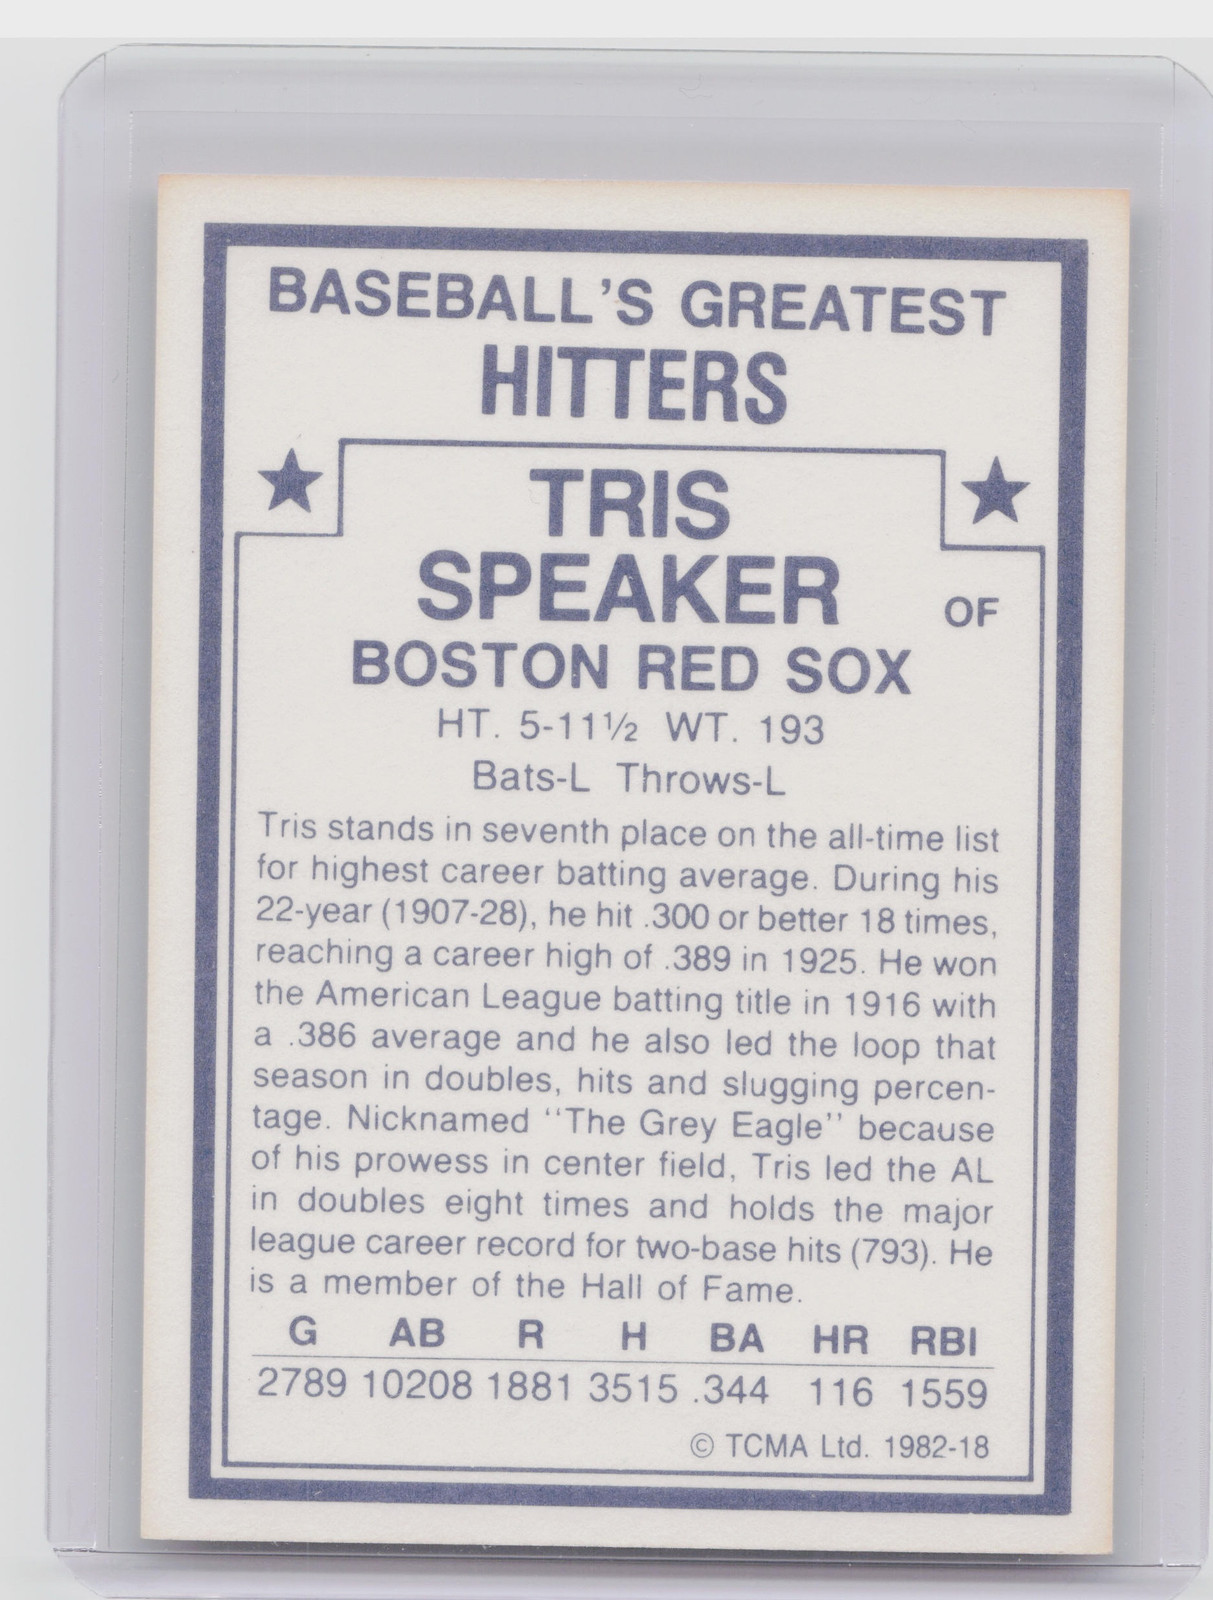 BASEBALL'S GREATEST
HITTERS
TRIS
SPEAKER OF
BOSTON RED SOX
HT. 5-11½ WT. 193
Bats-L Throws-L
Tris stands in seventh place on the all-time list
for highest career batting average. During his
22-year (1907-28), he hit .300 or better 18 times,
reaching a career high of .389 in 1925. He won
the American League batting title in 1916 with
a .386 average and he also led the loop that
season in doubles, hits and slugging percen-
tage. Nicknamed ‘‘The Grey Eagle’’ because
of his prowess in center field, Tris led the AL
in doubles eight times and holds the major
league career record for two-base hits (793). He
is a member of the Hall of Fame.
G AB R H BA HR RBI
2789 10208 1881 3515 .344 116 1559
© TCMA Ltd. 1982-18